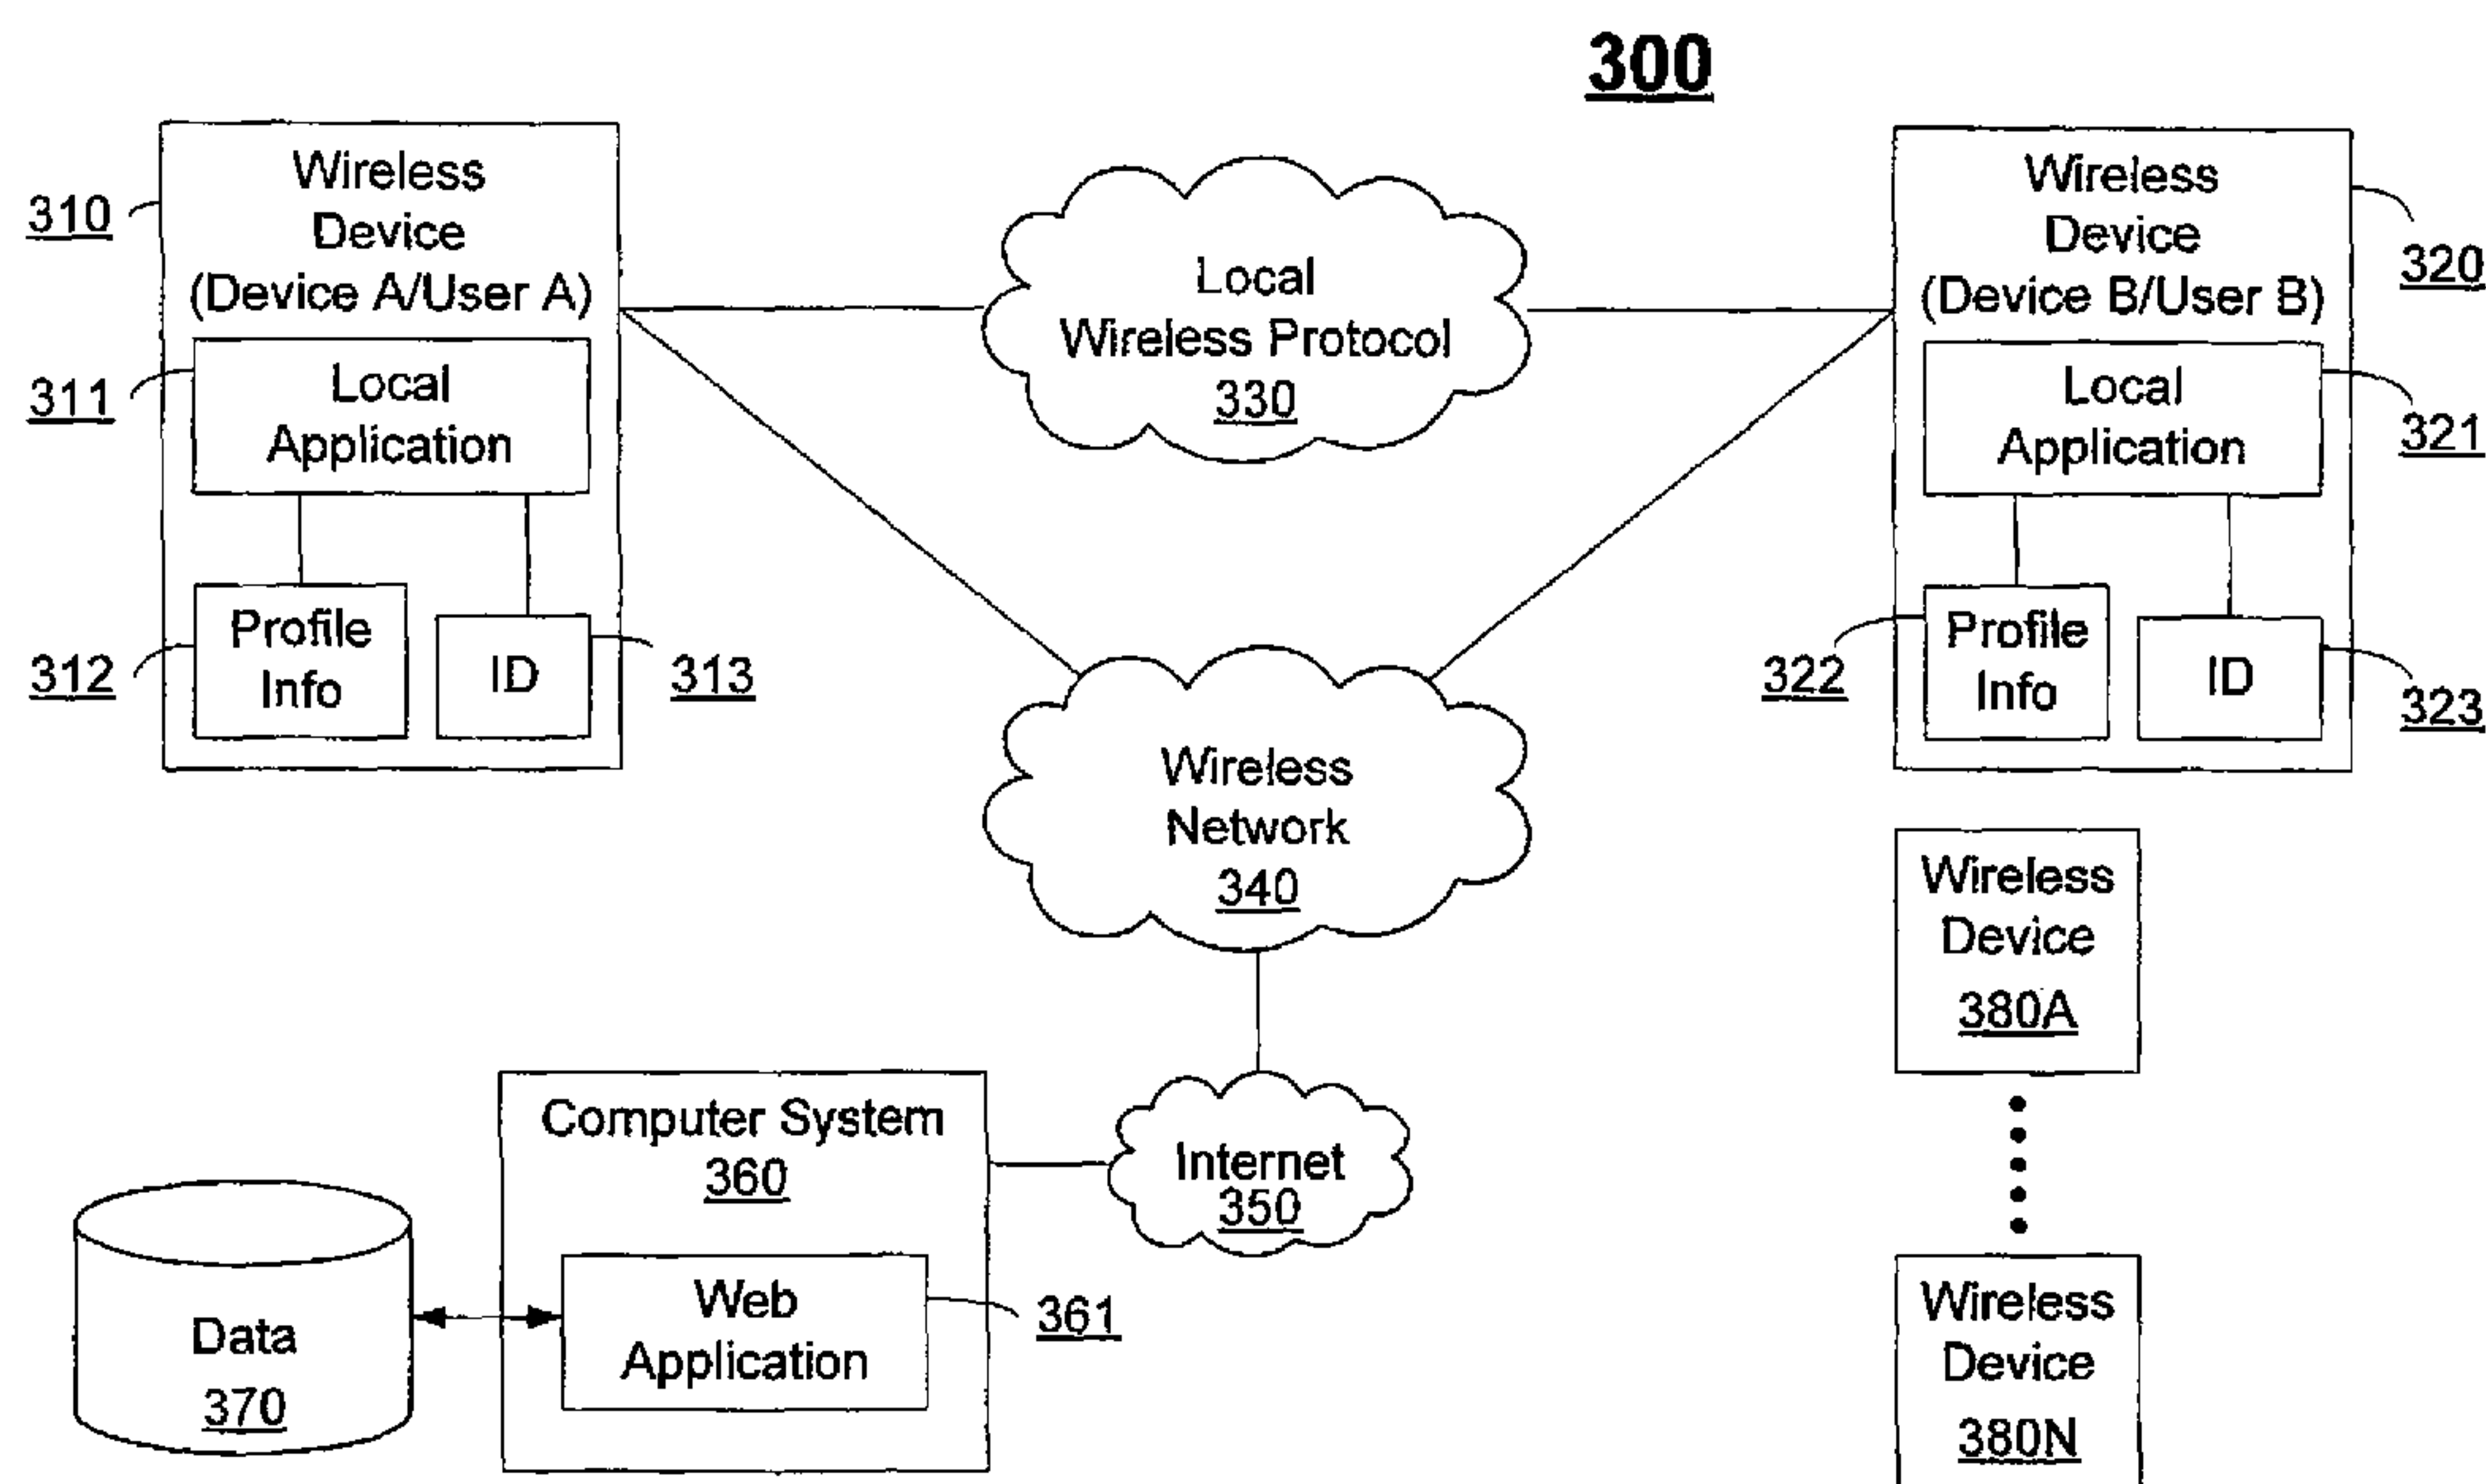 300
Wireless
Device
(Device A/User A)
310
Local
Application
311
Profile
Info
312
ID
313
Local
Wireless Protocol
330
Wireless
Device
(Device B/User B)
320
Local
Application
321
Profile
Info
322
ID
323
Wireless
Network
340
Internet
350
Computer System
360
Web
Application
361
Data
370
Wireless
Device
380A
Wireless
Device
380N